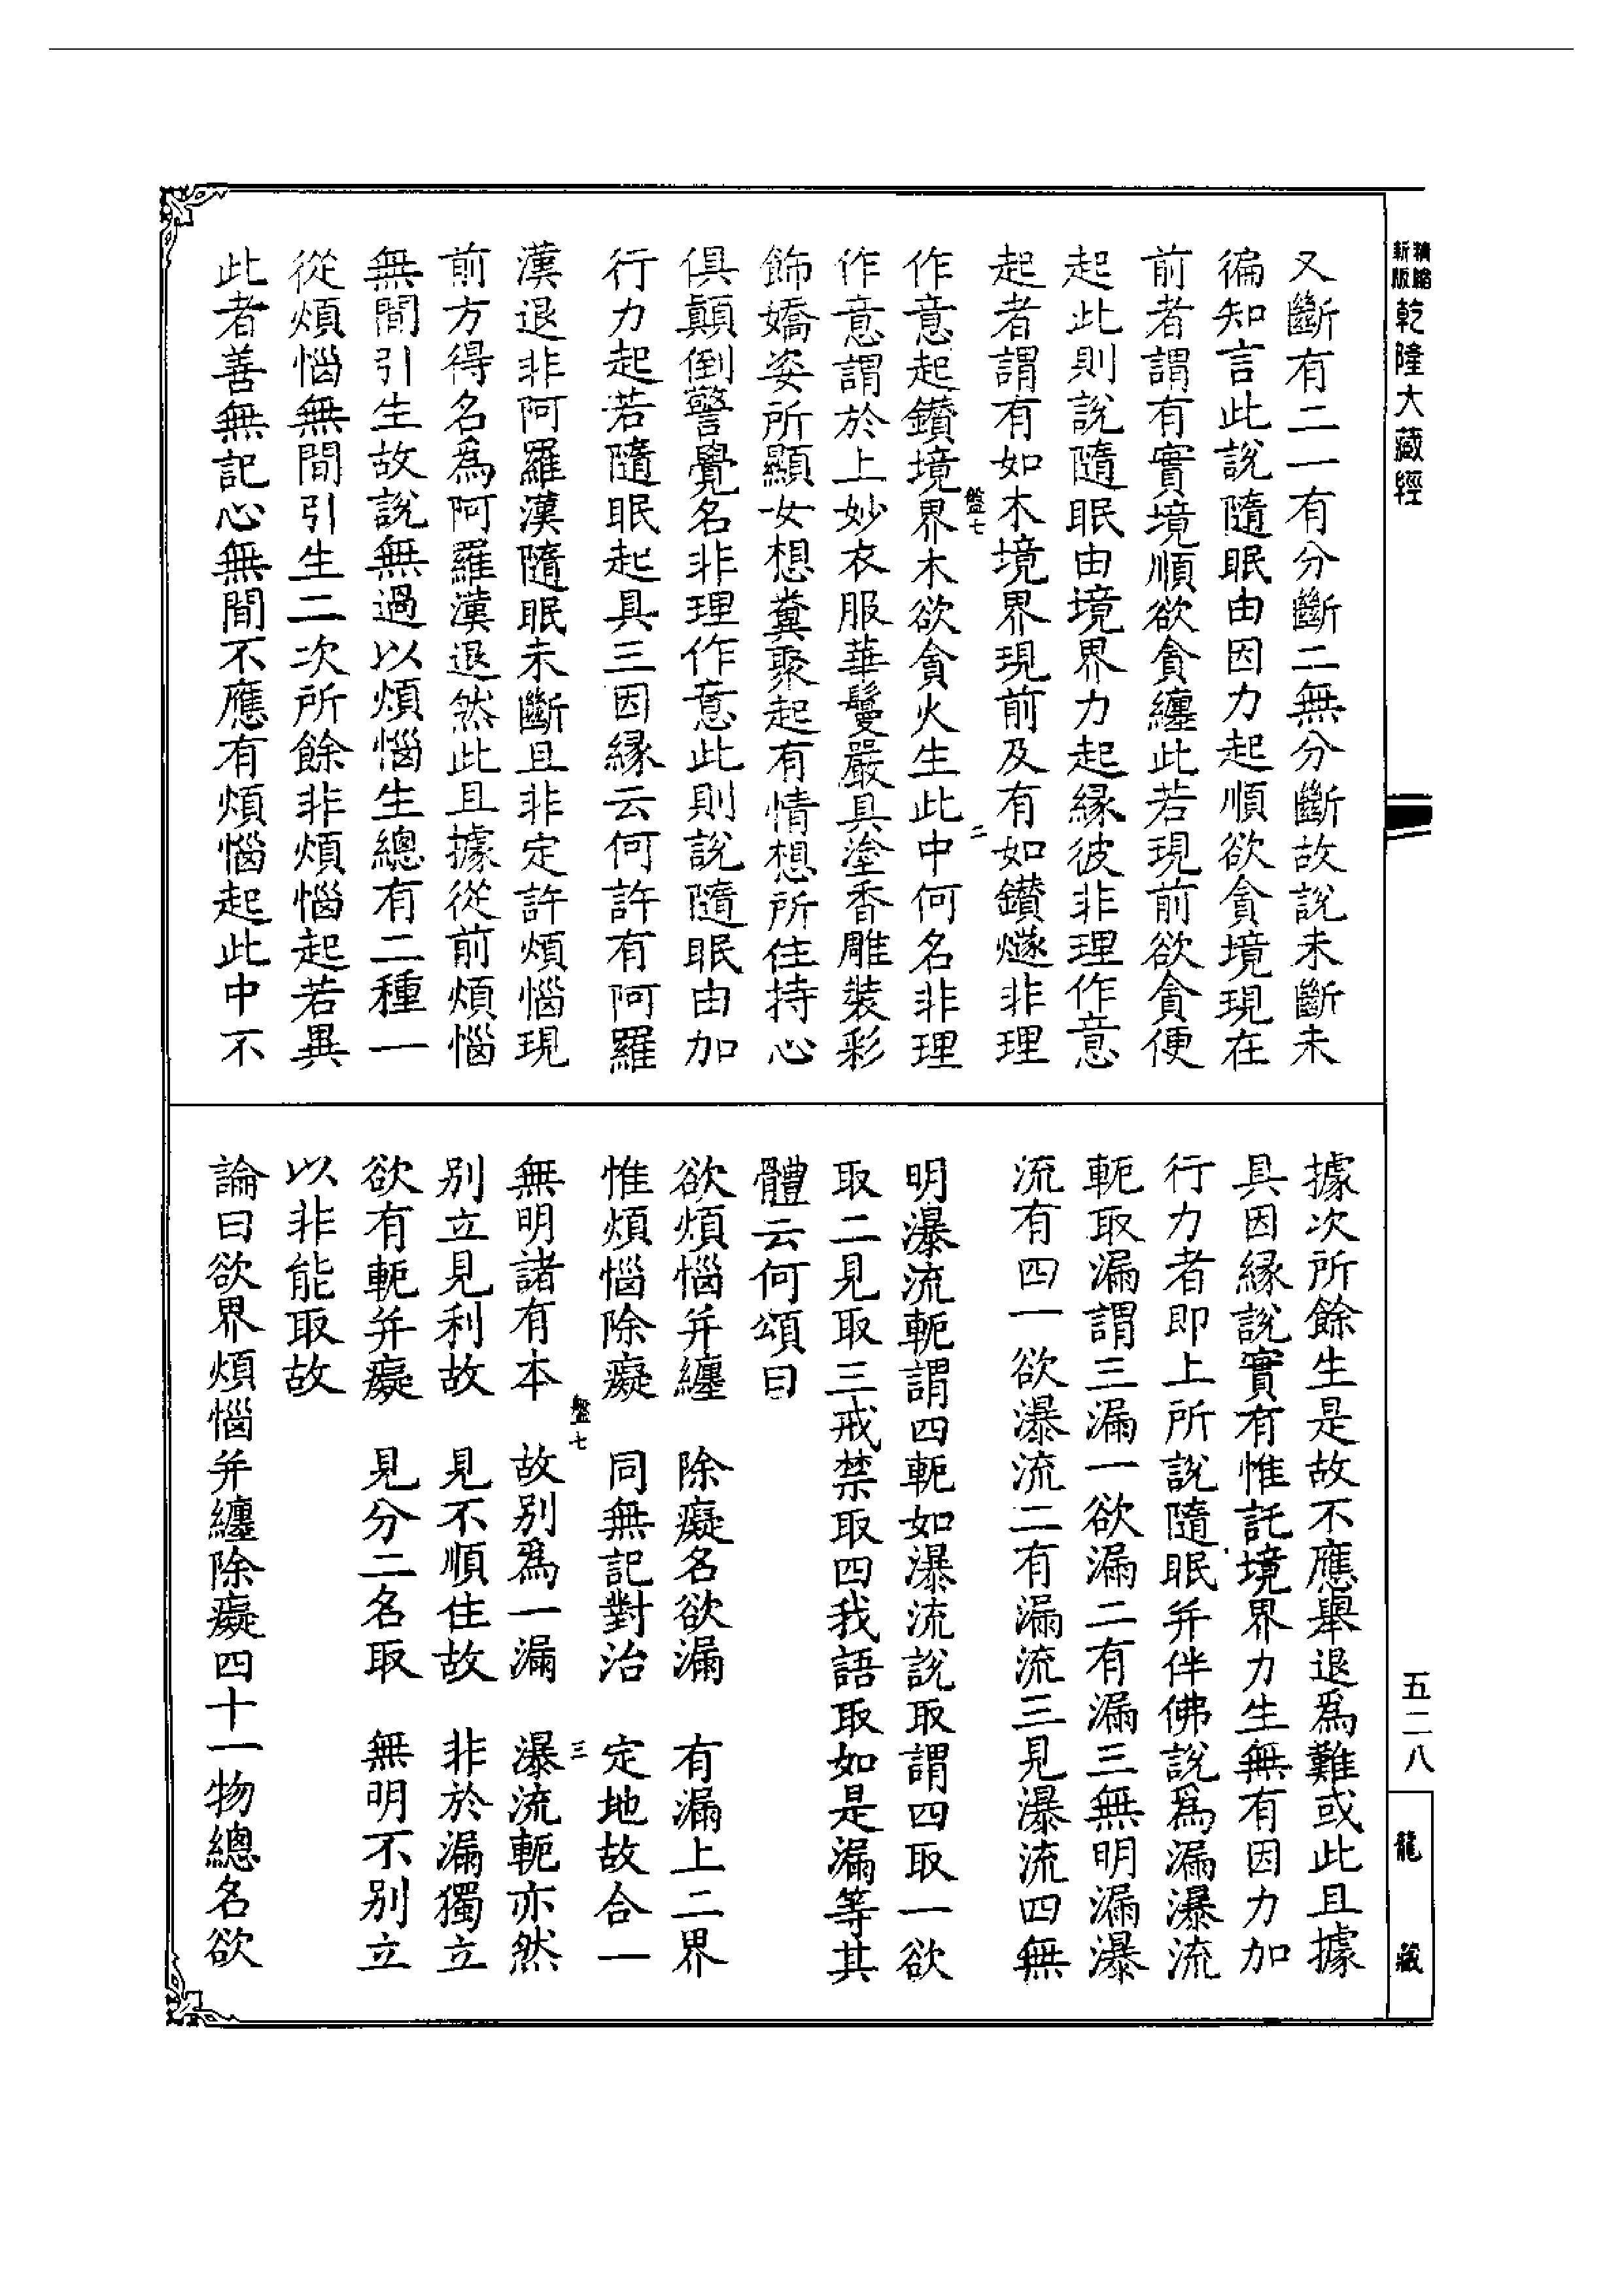 精縮新版乾隆大藏經
又斷有二一有分斷二無分斷故說未斷未
徧知言此說隨眠由因力起順欲貪境現在
前者謂有實境順欲貪纏此若現前欲貪便
起此則說隨眠由境界力起緣彼非理作意
起者謂有如木境界現前及有如鑽燧非理
盤七
二
作意起鑽境界木欲貪火生此中何名非理
作意謂於上妙衣服華鬘嚴具塗香雕裝彩
飾嬌姿所顯女想糞聚起有情想所住持心
俱顛倒警覺名非理作意此則說隨眠由加
行力起若隨眠起具三因緣云何許有阿羅
漢退非阿羅漢隨眠未斷且非定許煩惱現
前方得名爲阿羅漢退然此且據從前煩惱
無間引生故說無過以煩惱生總有二種一
從煩惱無間引生二次所餘非煩惱起若異
此者善無記心無間不應有煩惱起此中不
據次所餘生是故不應舉退爲難或此且據
具因緣說實有惟託境界力生無有因力加
行力者即上所說隨眠并伴佛說爲漏瀑流
軛取漏謂三漏一欲漏二有漏三無明漏瀑
流有四一欲瀑流二有漏流三見瀑流四無
明瀑流軛謂四軛如瀑流說取謂四取一欲
取二見取三戒禁取四我語取如是漏等其
體云何頌曰
欲煩惱并纏　除癡名欲漏　有漏上二界
惟煩惱除癡　同無記對治　定地故合一
盤七
三
無明諸有本　故別爲一漏　瀑流軛亦然
別立見利故　見不順住故　非於漏獨立
欲有軛并癡　見分二名取　無明不別立
以非能取故
論曰欲界煩惱并纏除癡四十一物總名欲
五二八
龍藏